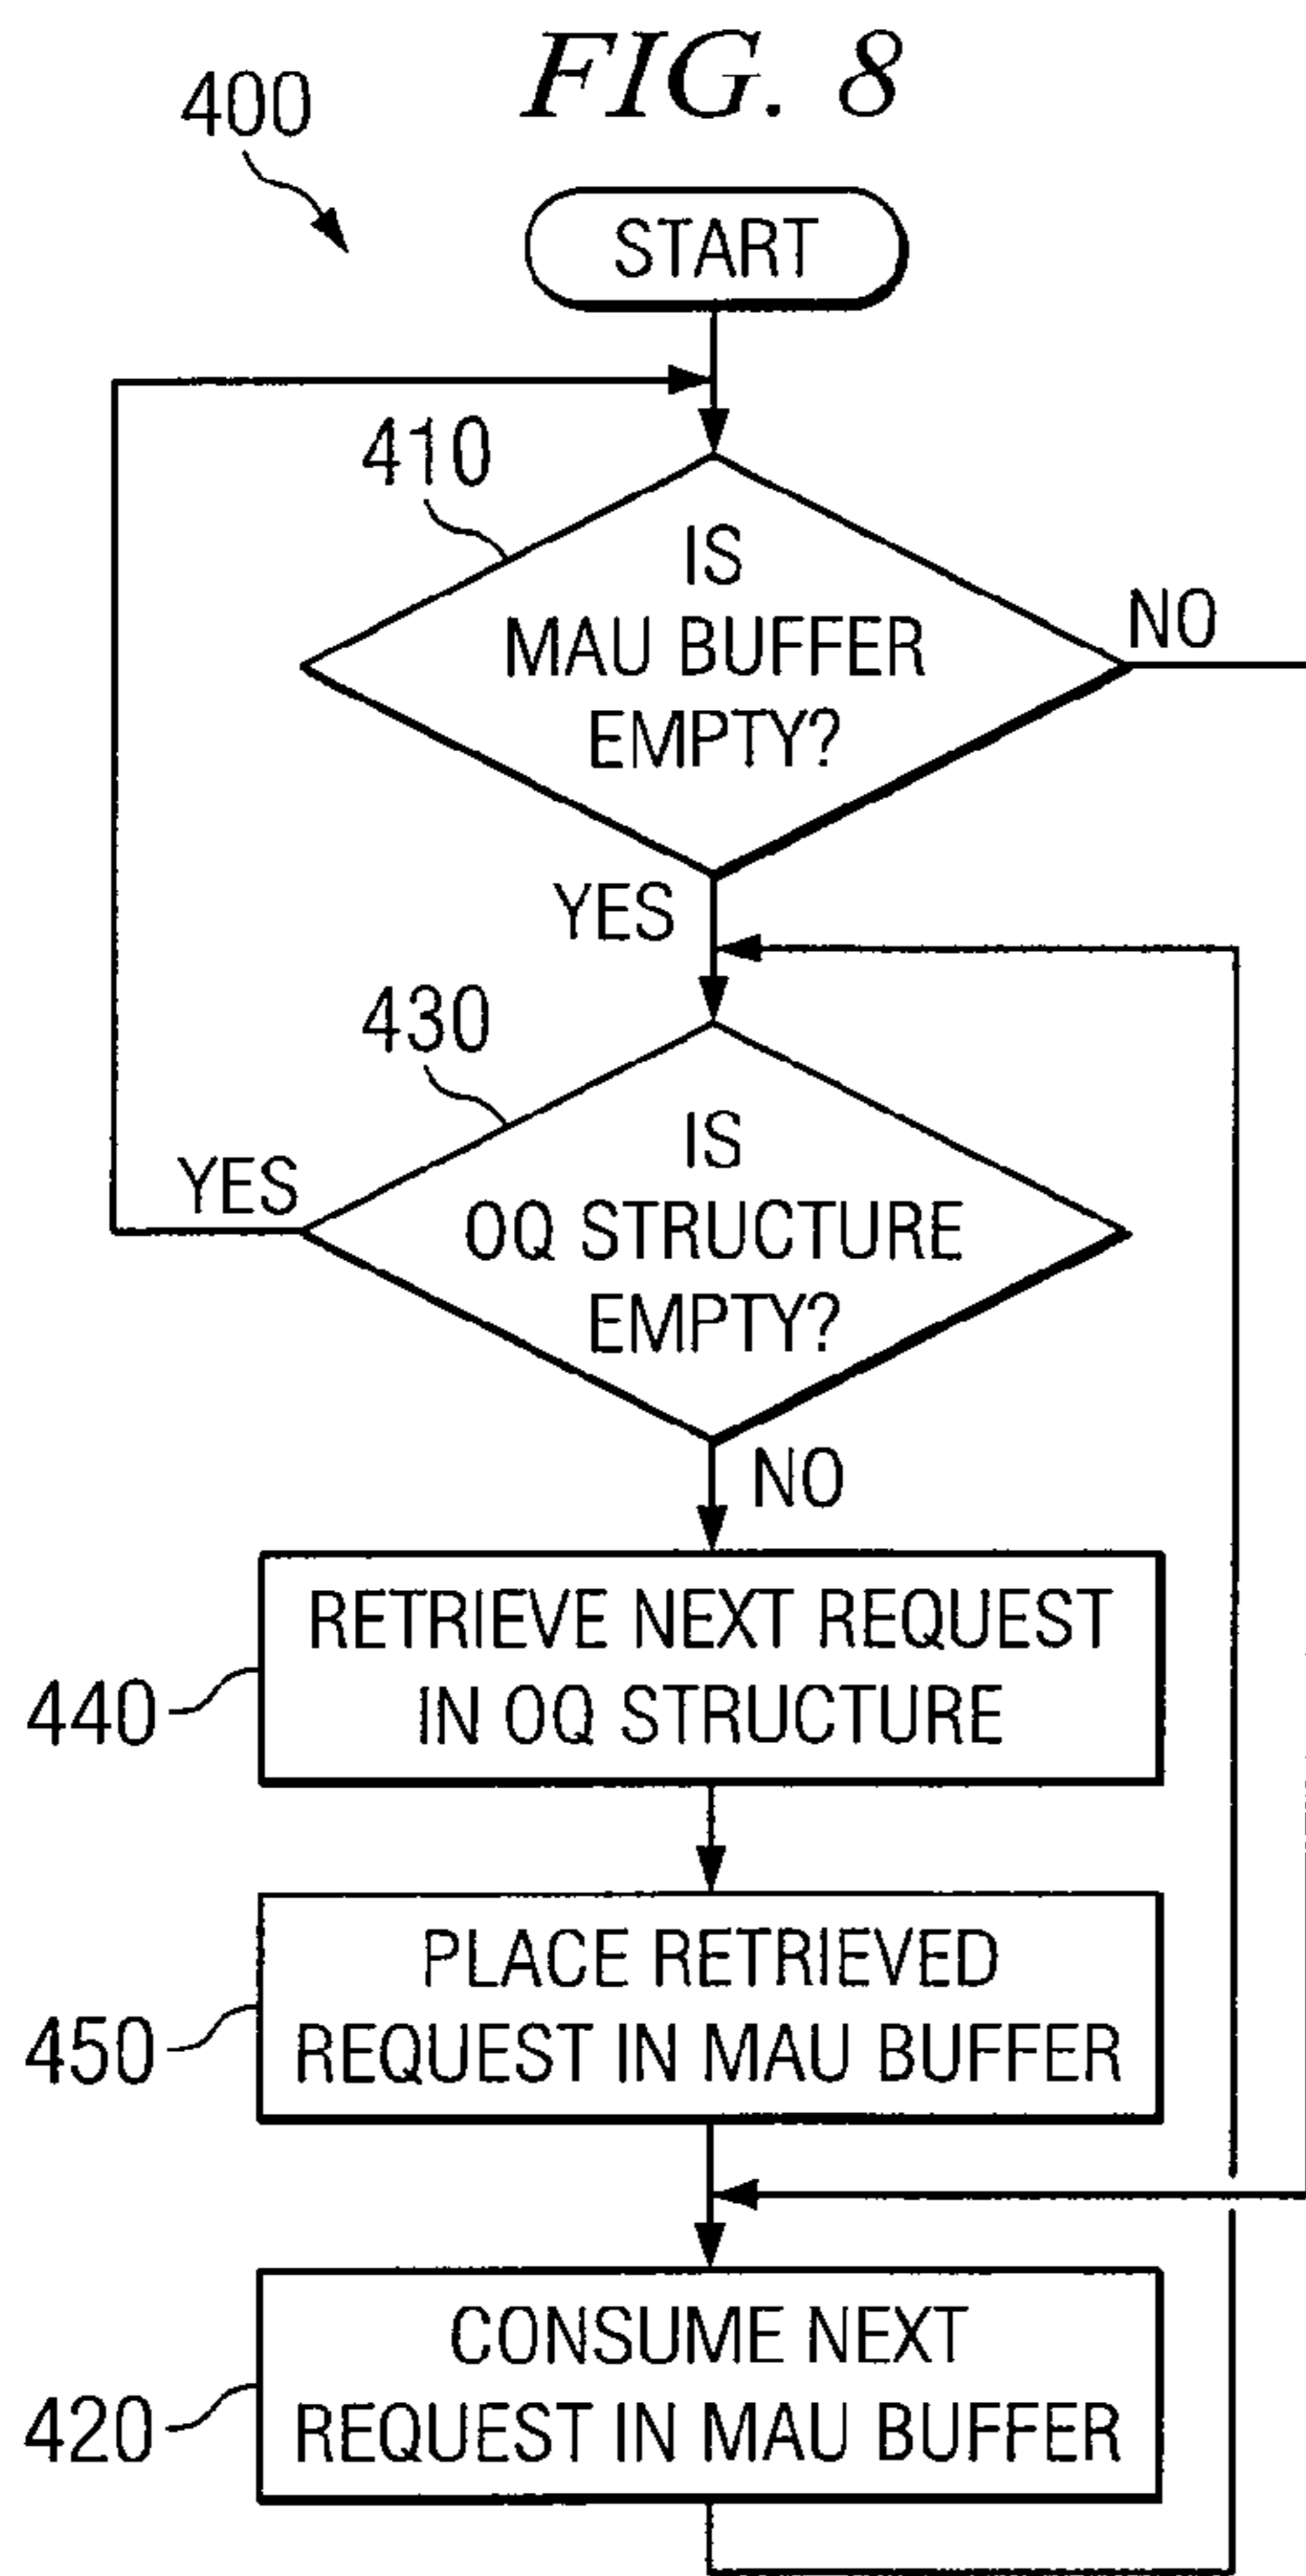 FIG. 8
400
START
410
IS
MAU BUFFER
EMPTY?
NO
YES
430
IS
OQ STRUCTURE
EMPTY?
YES
NO
440
RETRIEVE NEXT REQUEST
IN OQ STRUCTURE
450
PLACE RETRIEVED
REQUEST IN MAU BUFFER
420
CONSUME NEXT
REQUEST IN MAU BUFFER